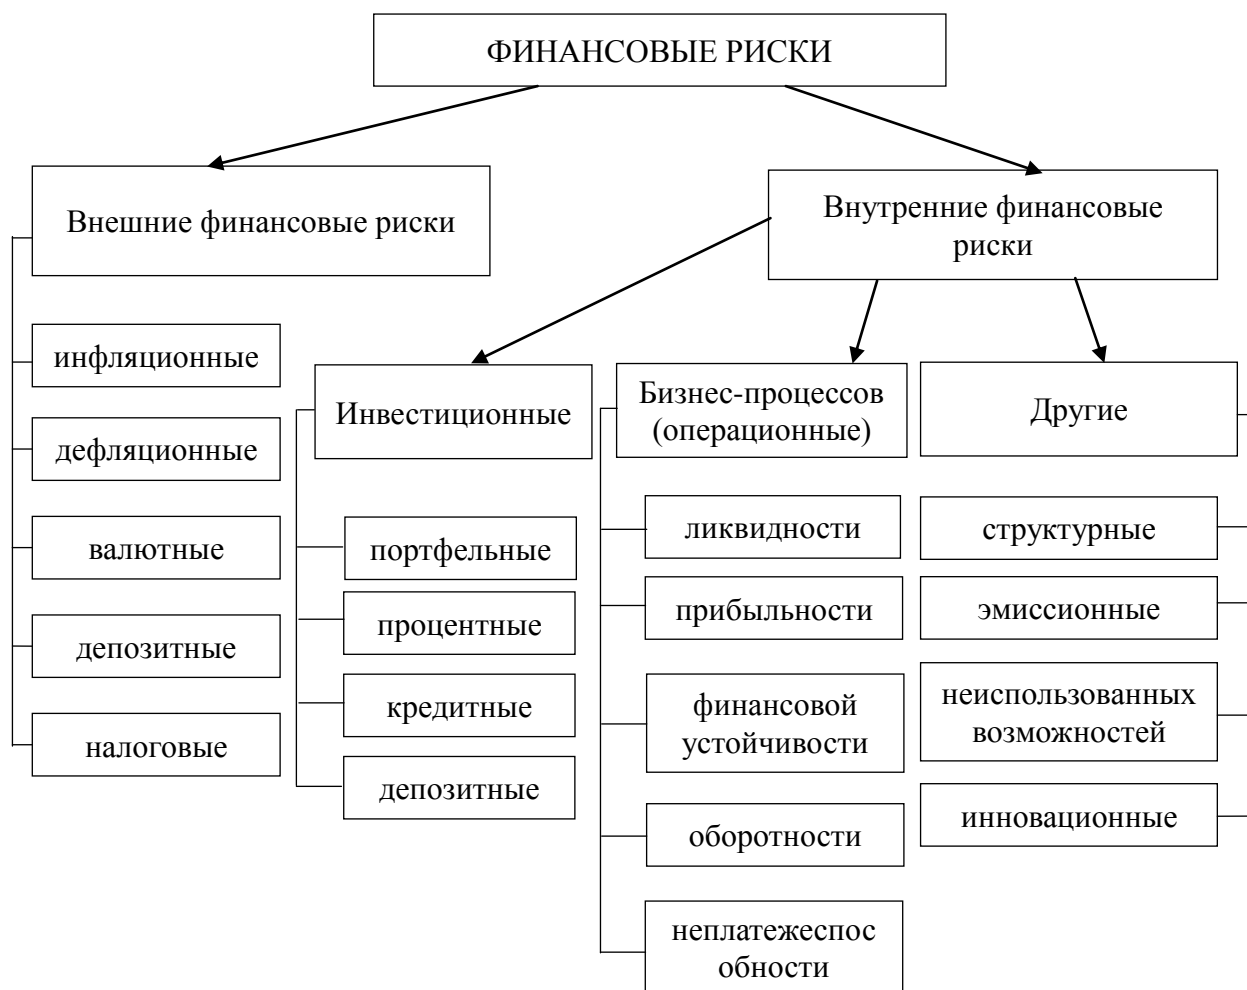 ФИНАНСОВЫЕ РИСКИ
Внешние финансовые риски
инфляционные
дефляционные
валютные
депозитные
налоговые
Внутренние финансовые
риски
Инвестиционные
портфельные
процентные
кредитные
депозитные
Бизнес-процессов
(операционные)
ликвидности
прибыльности
финансовой
устойчивости
оборотности
неплатежеспос
обности
Другие
структурные
эмиссионные
неиспользованных
возможностей
инновационные